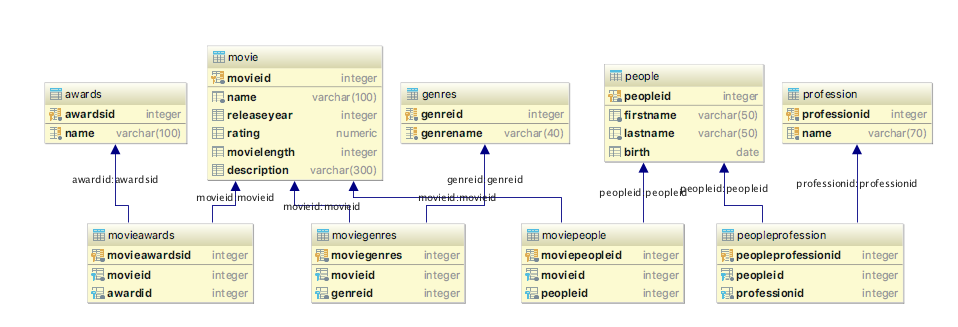 awards
awardsid integer
name varchar(100)
movie
movieid integer
name varchar(100)
releaseyear integer
rating numeric
movielength integer
description varchar(300)
genres
genreid integer
genrename varchar(40)
people
peopleid integer
firstname varchar(50)
lastname varchar(50)
birth date
profession
professionid integer
name varchar(70)
awardid:awardsid
movieid:movieid
movieid:movieid
genreid:genreid
movieid:movieid
peopleid:peopleid
peopleid:peopleid
professionid:professionid
movieawards
movieawardsid integer
movieid integer
awardid integer
moviegenres
moviegenres integer
movieid integer
genreid integer
moviepeople
moviepeopleid integer
movieid integer
peopleid integer
peopleprofession
peopleprofessionid integer
peopleid integer
professionid integer